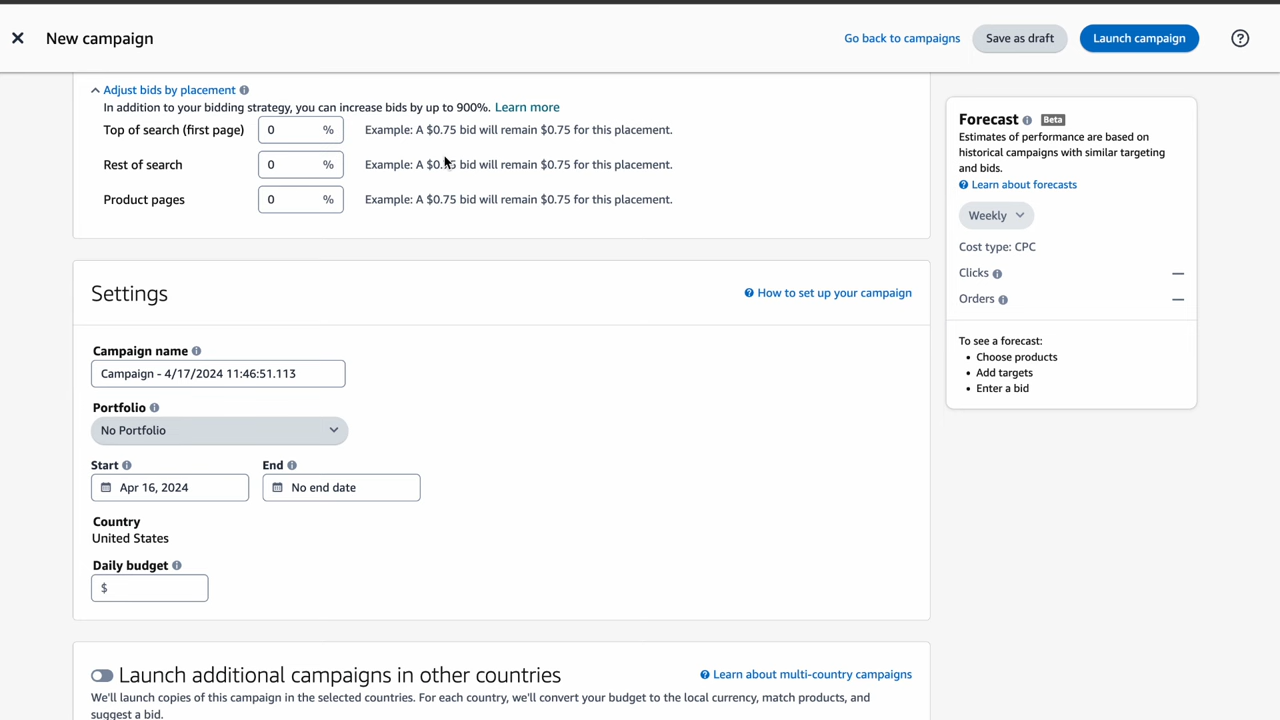 New campaign
Go back to campaigns
Save as draft
Launch campaign
Adjust bids by placement
In addition to your bidding strategy, you can increase bids by up to 900%. Learn more
Top of search (first page) 0 % Example: A $0.75 bid will remain $0.75 for this placement.
Rest of search 0 % Example: A $0.75 bid will remain $0.75 for this placement.
Product pages 0 % Example: A $0.75 bid will remain $0.75 for this placement.
Settings
How to set up your campaign
Campaign name
Campaign - 4/17/2024 11:46:51.113
Portfolio
No Portfolio
Start End
Apr 16, 2024 No end date
Country
United States
Daily budget
$
Launch additional campaigns in other countries
Learn about multi-country campaigns
We'll launch copies of this campaign in the selected countries. For each country, we'll convert your budget to the local currency, match products, and
suggest a bid.
Forecast Beta
Estimates of performance are based on
historical campaigns with similar targeting
and bids.
Learn about forecasts
Weekly
Cost type: CPC
Clicks —
Orders —
To see a forecast:
• Choose products
• Add targets
• Enter a bid